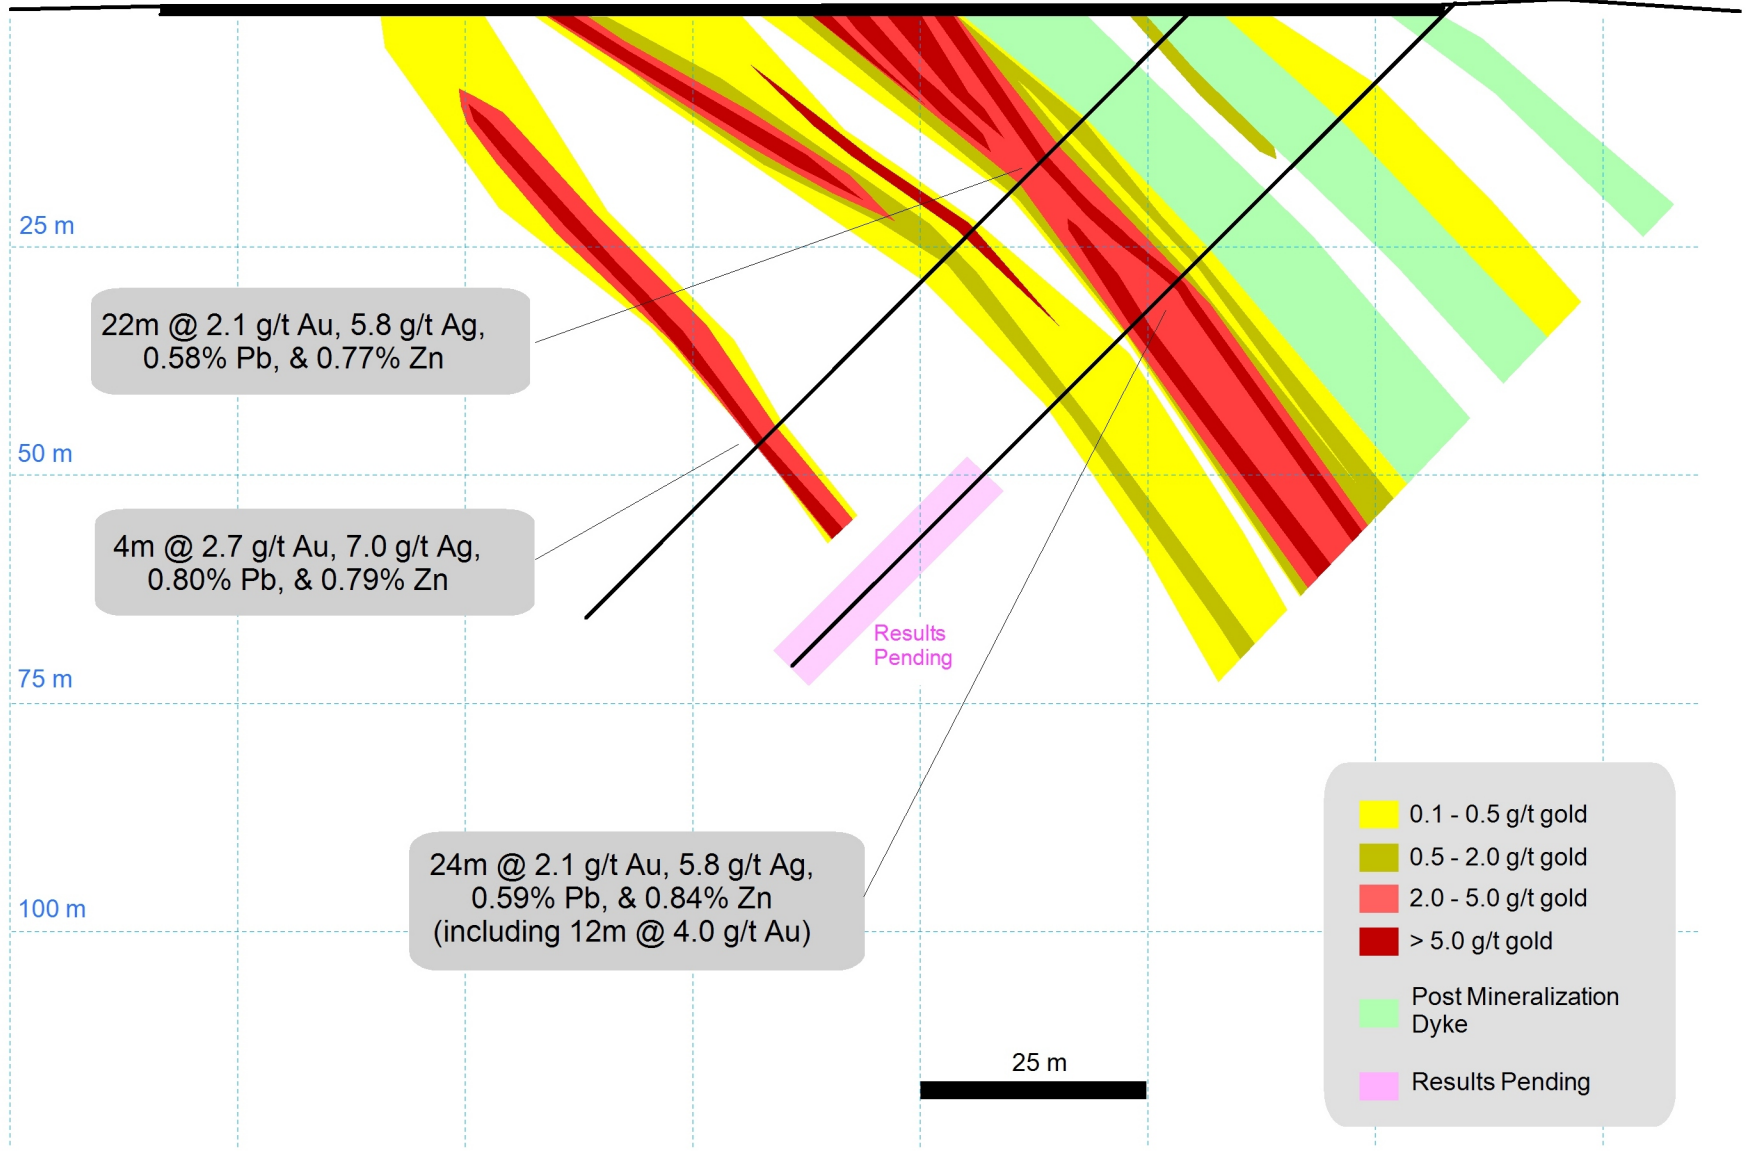 25 m
22m @ 2.1 g/t Au, 5.8 g/t Ag,
0.58% Pb, & 0.77% Zn
50 m
4m @ 2.7 g/t Au, 7.0 g/t Ag,
0.80% Pb, & 0.79% Zn
Results
Pending
75 m
24m @ 2.1 g/t Au, 5.8 g/t Ag,
0.59% Pb, & 0.84% Zn
(including 12m @ 4.0 g/t Au)
100 m
25 m
0.1 - 0.5 g/t gold
0.5 - 2.0 g/t gold
2.0 - 5.0 g/t gold
> 5.0 g/t gold
Post Mineralization
Dyke
Results Pending